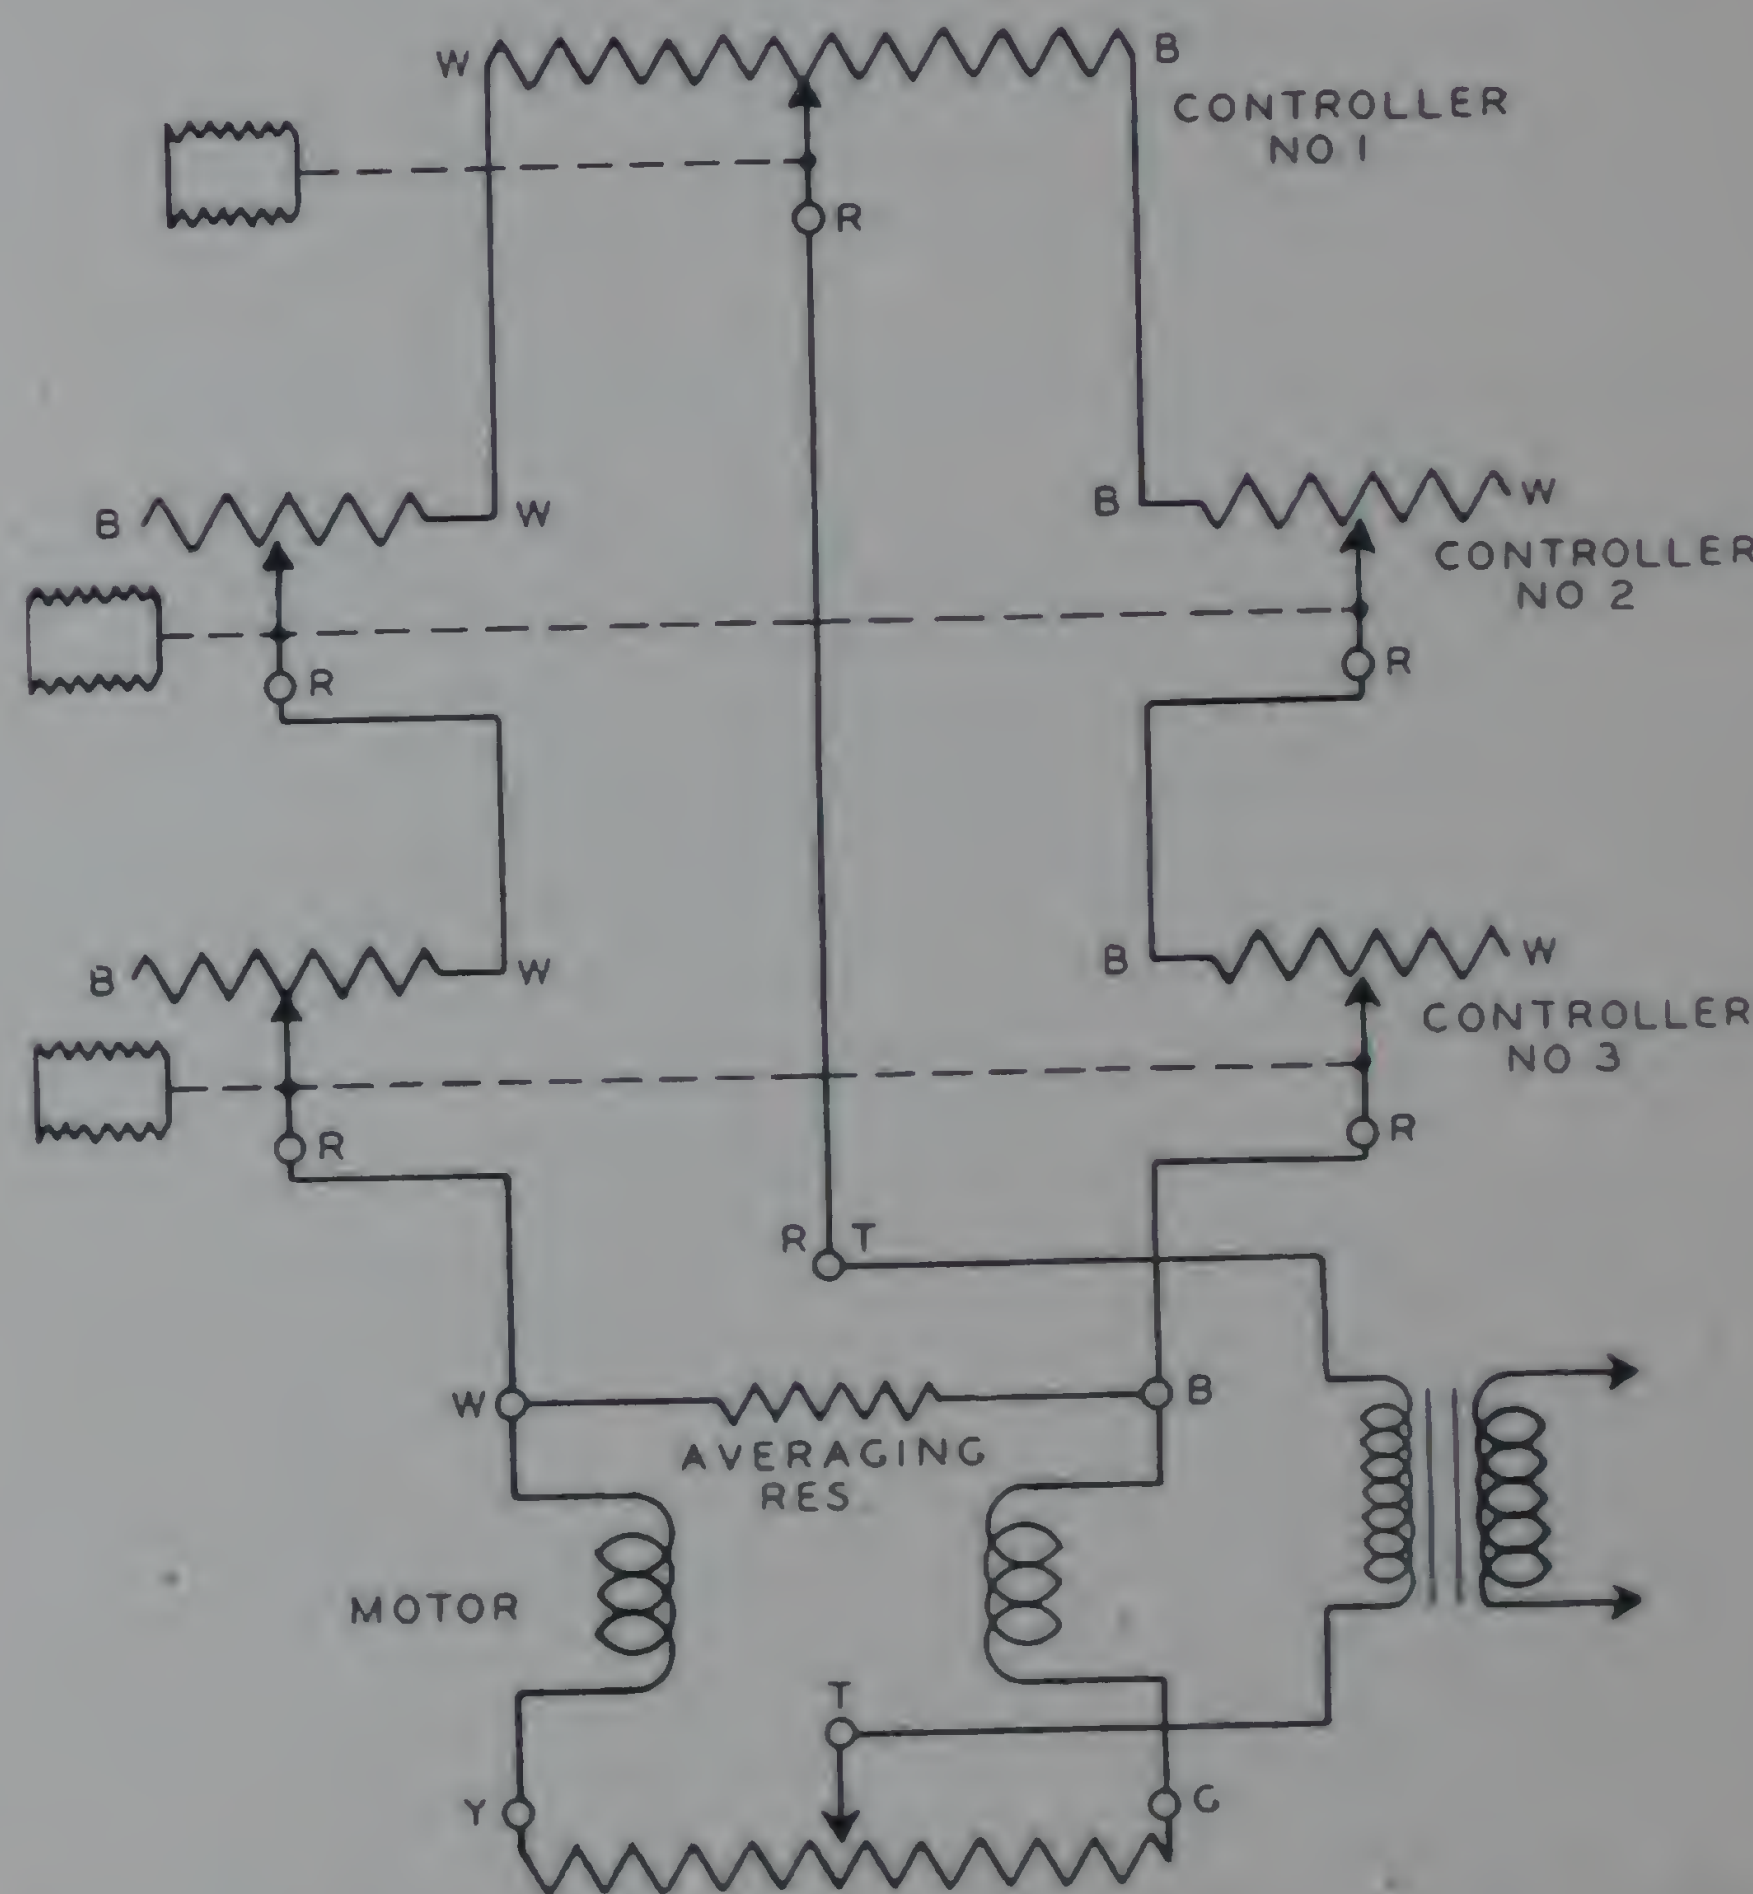 W
B
CONTROLLER
NO 1
R
B
W
B
W
CONTROLLER
NO 2
R
R
B
W
B
W
CONTROLLER
NO 3
R
R
R T
W
B
AVERAGING
RES
MOTOR
T
Y
G